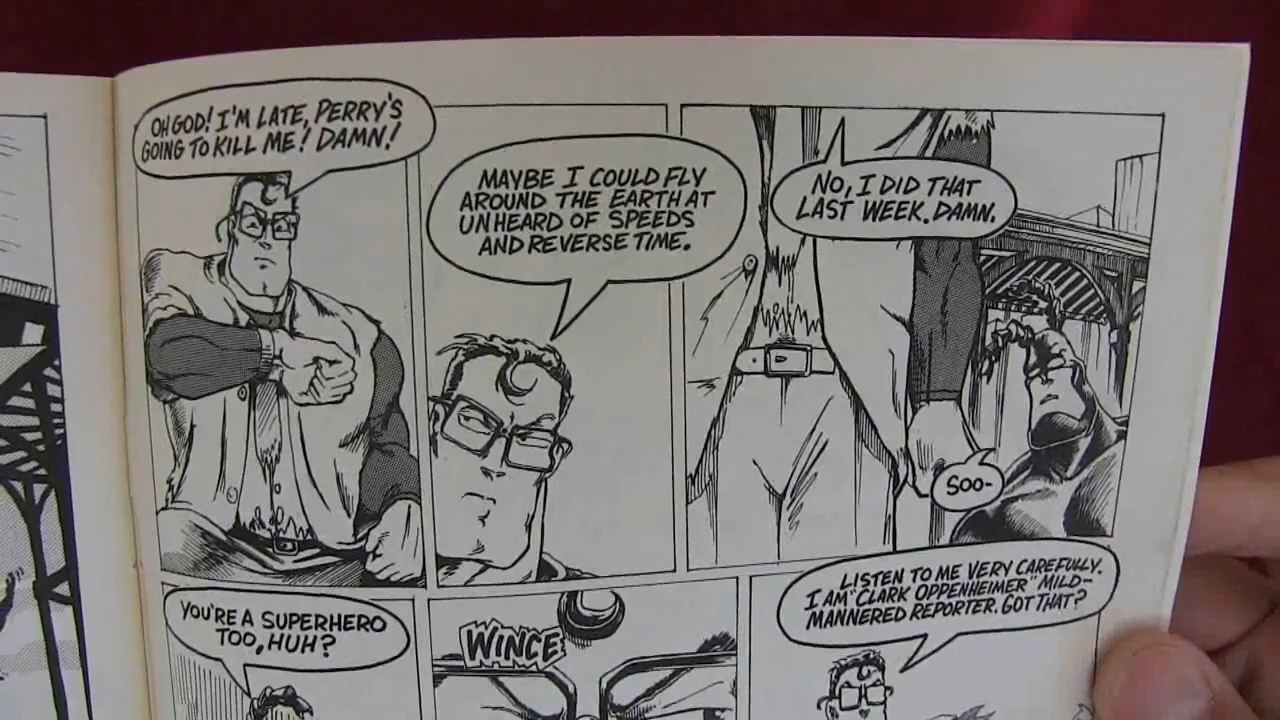 OH GOD! I'M LATE, PERRY'S
GOING TO KILL ME! DAMN!
MAYBE I COULD FLY
AROUND THE EARTH AT
UNHEARD OF SPEEDS
AND REVERSE TIME.
NO, I DID THAT
LAST WEEK. DAMN.
SOO-
YOU'RE A SUPERHERO
TOO, HUH?
WINCE
LISTEN TO ME VERY CAREFULLY.
I AM "CLARK OPPENHEIMER" MILD-
MANNERED REPORTER. GOT THAT?